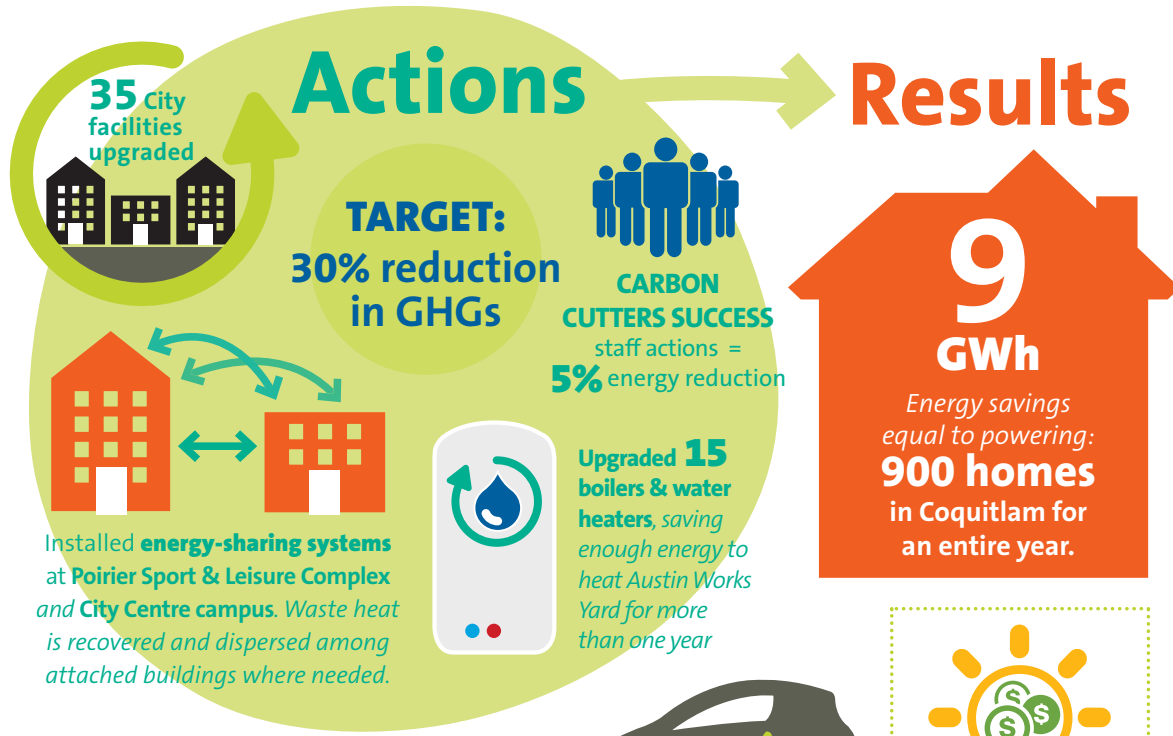 Actions
Results
35 City
facilities
upgraded
TARGET:
30% reduction
in GHGs
CARBON
CUTTERS SUCCESS
staff actions =
5% energy reduction
Installed energy-sharing systems
at Poirier Sport & Leisure Complex
and City Centre campus. Waste heat
is recovered and dispersed among
attached buildings where needed.
Upgraded 15
boilers & water
heaters, saving
enough energy to
heat Austin Works
Yard for more
than one year
9
GWh
Energy savings
equal to powering:
900 homes
in Coquitlam for
an entire year.
$
$
$